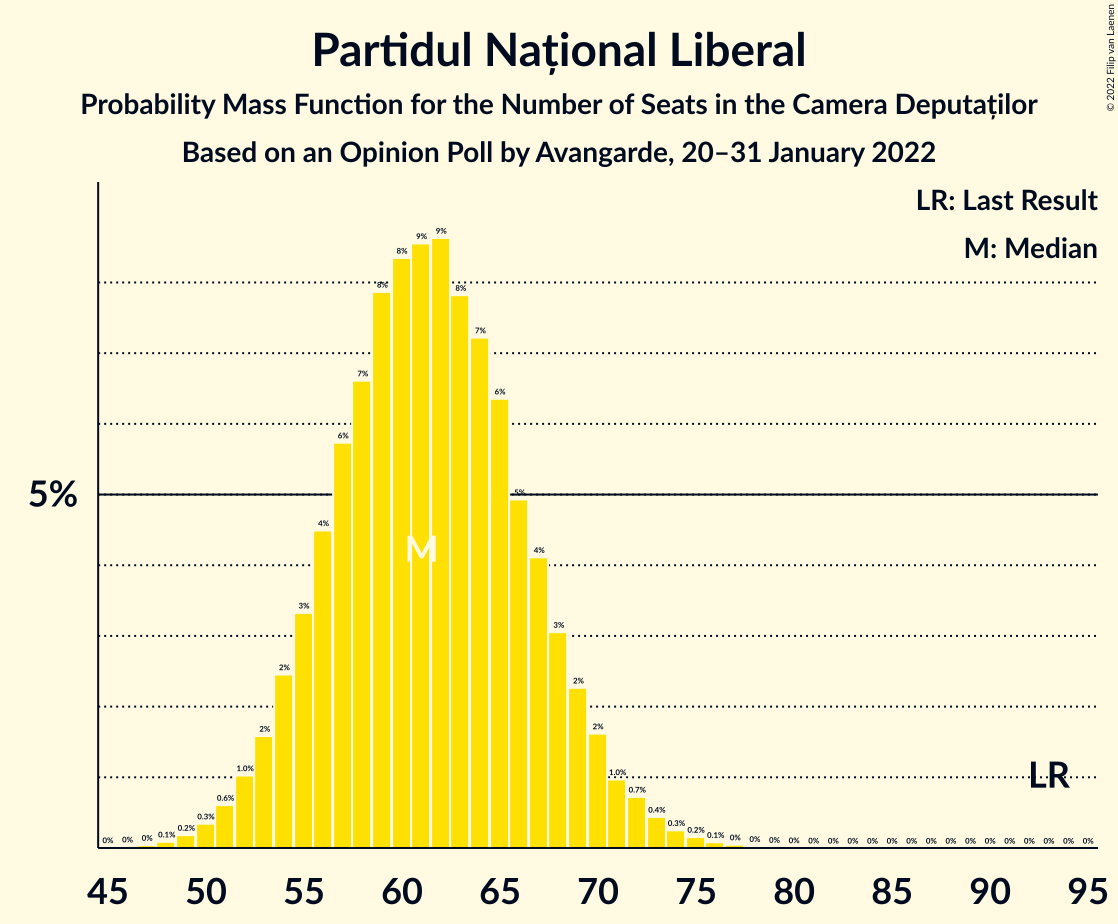 Partidul Național Liberal
Probability Mass Function for the Number of Seats in the Camera Deputaților
Based on an Opinion Poll by Avangarde, 20–31 January 2022
© 2022 Filip van Laenen
LR: Last Result
M: Median
5%
0% 0% 0% 0.1% 0.2% 0.3% 0.6% 1.0% 2% 2% 3% 4% 6% 7% 8% 8% 9% 9% 8% 7% 6% 5% 4% 3% 2% 2% 1.0% 0.7% 0.4% 0.3% 0.2% 0.1% 0% 0% 0% 0% 0% 0% 0% 0% 0% 0% 0% 0% 0% 0% 0% 0% 0% 0% 0%
M
LR
45 50 55 60 65 70 75 80 85 90 95